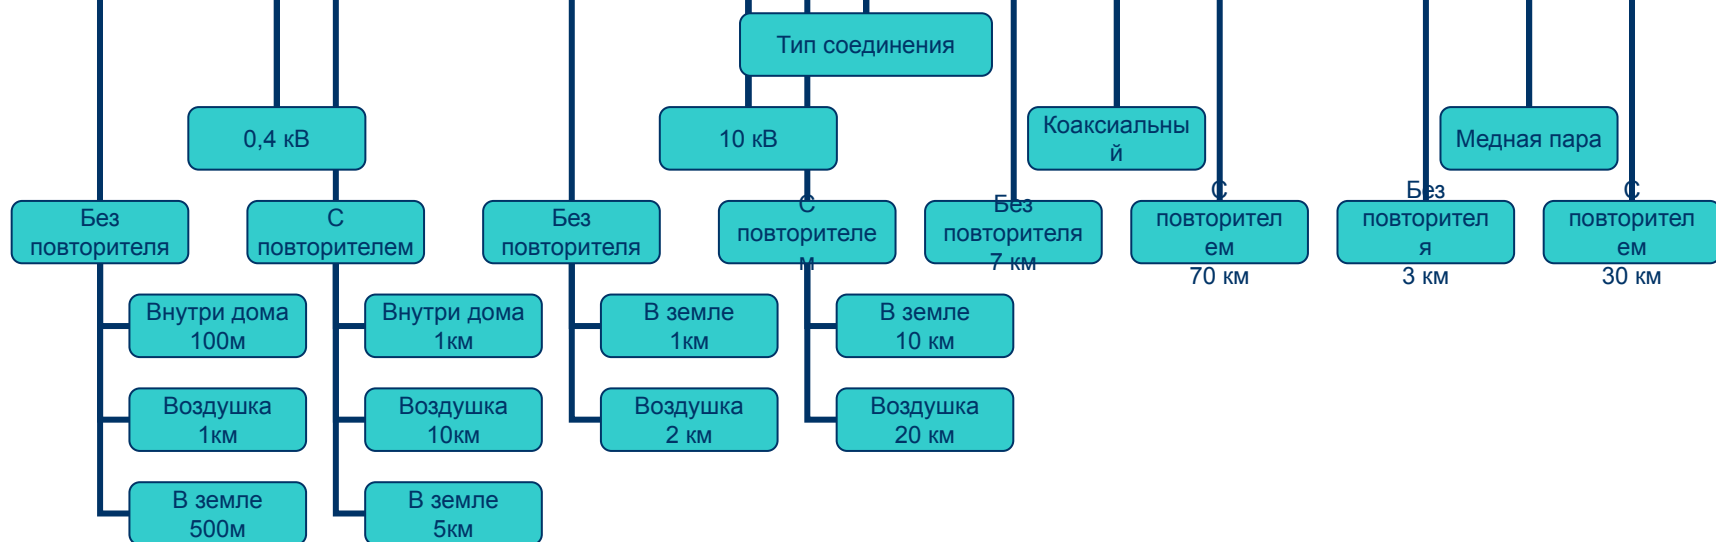 Тип соединения
0,4 кВ
10 кВ
Коаксиальны
й
Медная пара
Без
повторителя
С
повторителем
Без
повторителя
С
повторителе
м
Без
повторителя
7 км
С
повторител
ем
70 км
Без
повторител
я
3 км
С
повторител
ем
30 км
Внутри дома
100м
Внутри дома
1км
В земле
1км
В земле
10 км
Воздушка
1км
Воздушка
10км
Воздушка
2 км
Воздушка
20 км
В земле
500м
В земле
5км